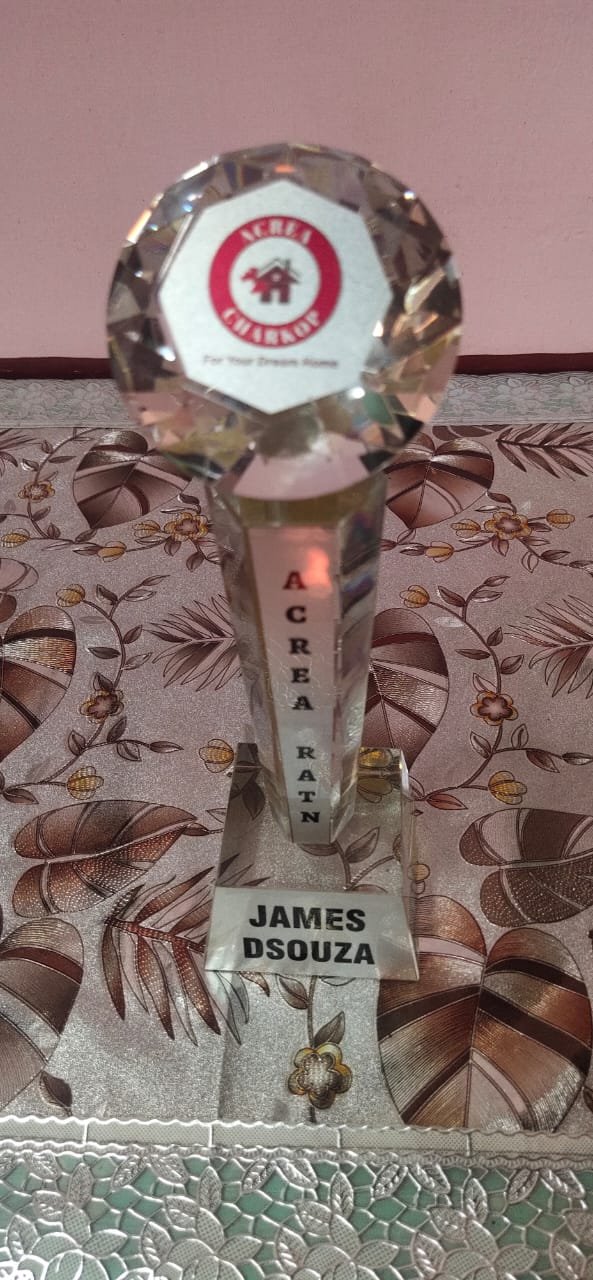 ACREA
CHARKOP
For Your Dream Home
ACREA RATN
JAMES
DSOUZA